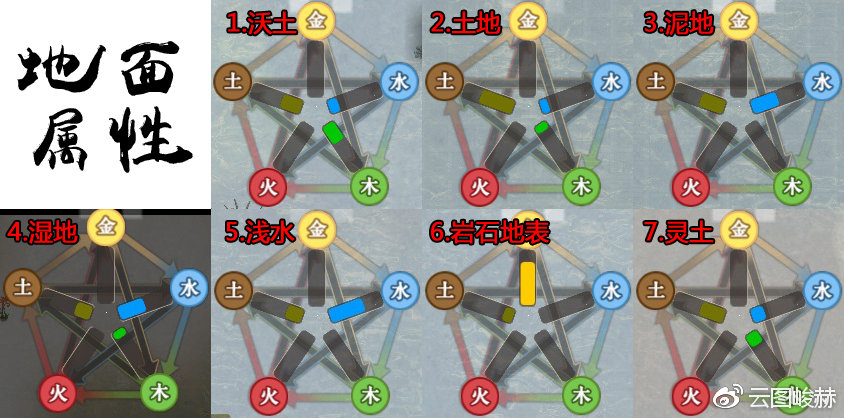 地面
属性
1.沃土
金
土
水
火
木
2.土地
金
土
水
火
木
3.泥地
金
土
水
火
木
4.湿地
金
土
水
火
木
5.浅水
金
土
水
火
木
6.岩石地表
金
土
水
火
木
7.灵土
金
土
水
火
木
云图峻赫